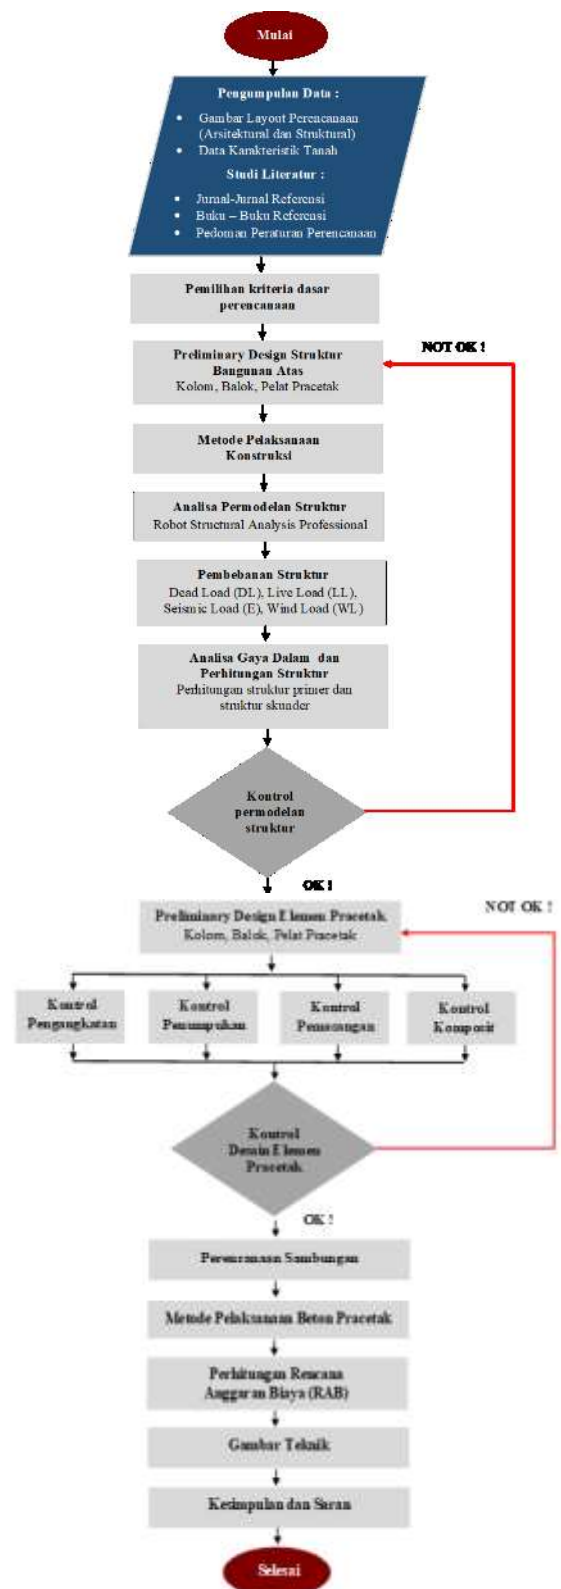 Mulai
Pengumpulan Data :
• Gambar Layout Perencanaan
(Arsitektural dan Struktural)
• Data Karakteristik Tanah
Studi Literatur :
• Jurnal-Jurnal Referensi
• Buku – Buku Referensi
• Pedoman Peraturan Perencanaan
Pemilihan kriteria dasar
perencanaan
NOT OK !
Preliminary Design Struktur
Bangunan Atas
Kolom, Balok, Pelat Pracetak
Metode Pelaksanaan
Konstruksi
Analisa Permodelan Struktur
Robot Structural Analysis Professional
Pembebanan Struktur
Dead Load (DL), Live Load (LL),
Seismic Load (E), Wind Load (WL)
Analisa Gaya Dalam dan
Perhitungan Struktur
Perhitungan struktur primer dan
struktur skunder
Kontrol
permodelan
struktur
OK !
NOT OK !
Preliminary Design Elemen Pracetak
Kolom, Balok, Pelat Pracetak
Kontrol
Pengangkatan
Kontrol
Penumpukan
Kontrol
Pemasangan
Kontrol
Komposit
Kontrol
Desain Elemen
Pracetak
OK !
Perencanaan Sambungan
Metode Pelaksanaan Beton Pracetak
Perhitungan Rencana
Anggaran Biaya (RAB)
Gambar Teknik
Kesimpulan dan Saran
Selesai